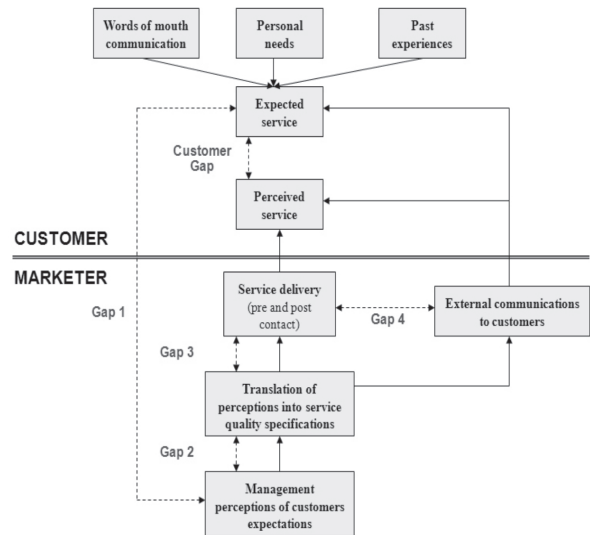 Words of mouth
communication
Personal
needs
Past
experiences
Expected
service
Customer
Gap
Perceived
service
CUSTOMER
MARKETER
Gap 1
Service delivery
(pre and post
contact)
Gap 4
External communications
to customers
Gap 3
Translation of
perceptions into service
quality specifications
Gap 2
Management
perceptions of customers
expectations